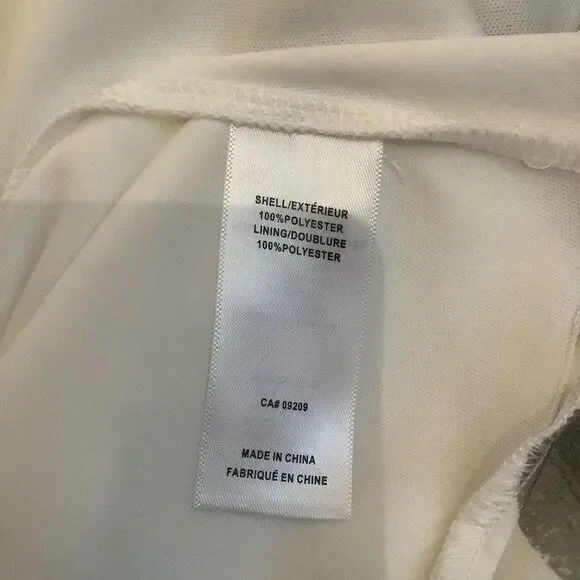 SHELL/EXTÉRIEUR
100%POLYESTER
LINING/DOUBLURE
100%POLYESTER
CA# 09209
MADE IN CHINA
FABRIQUÉ EN CHINE